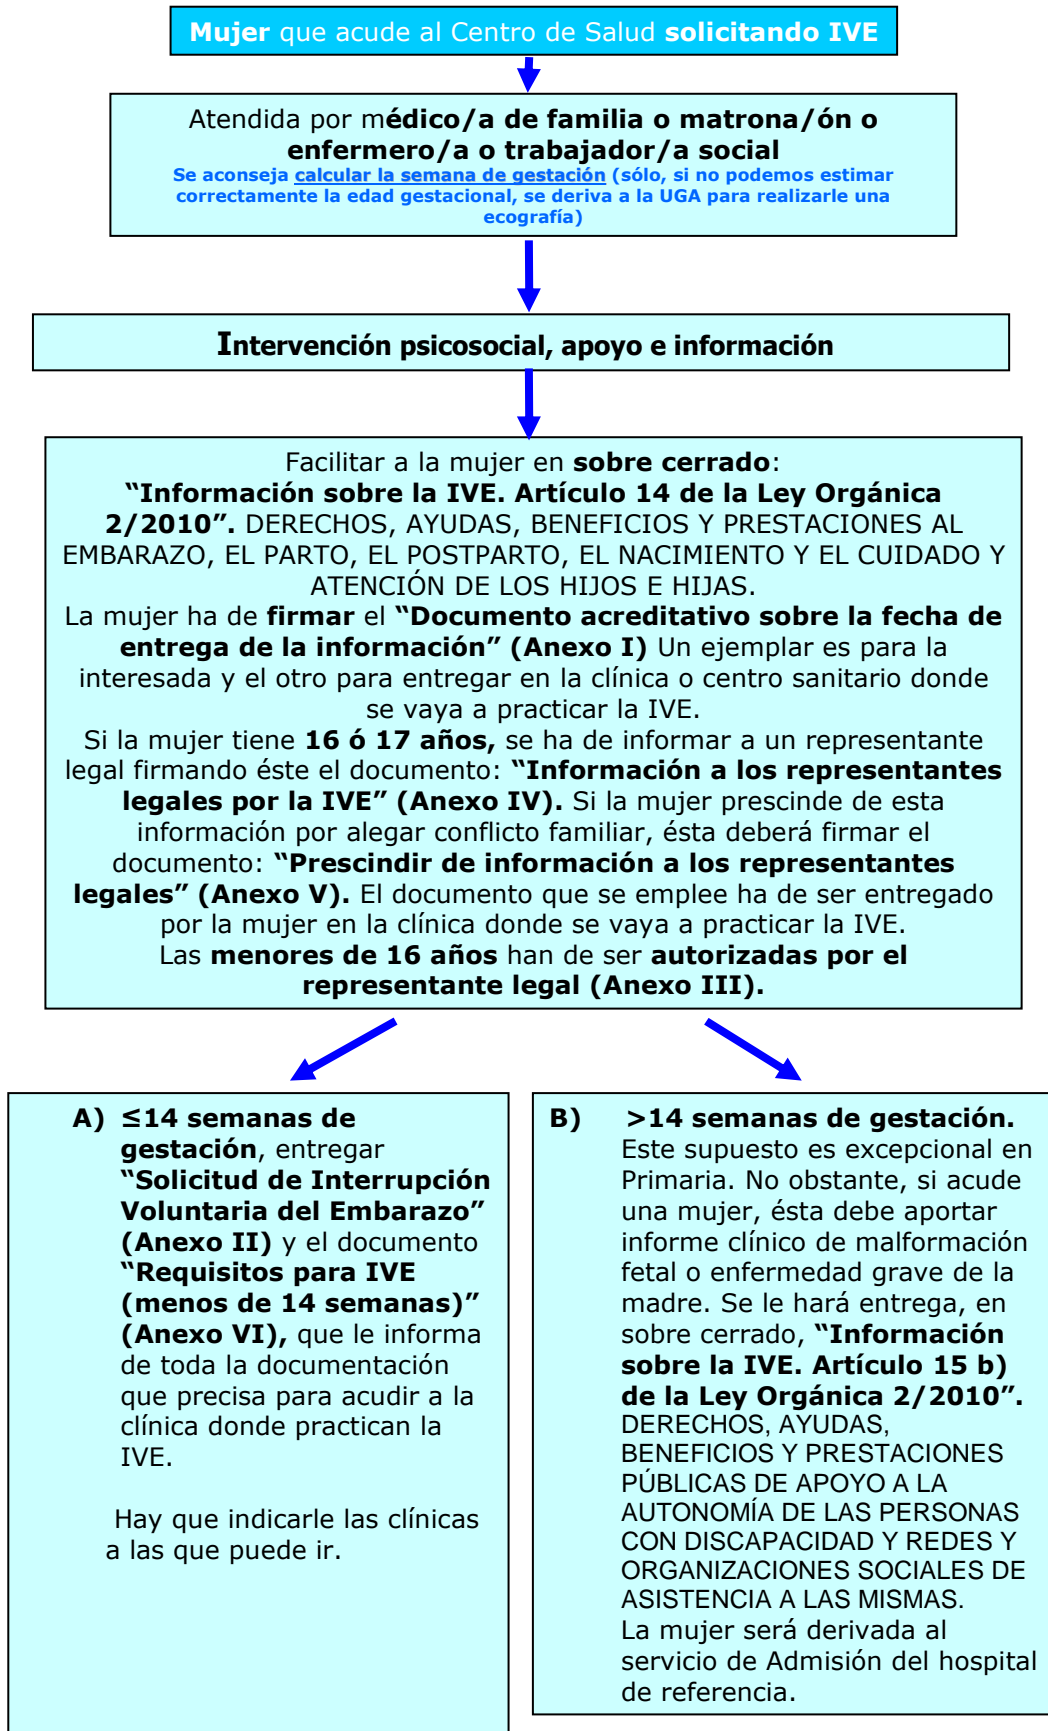 Mujer que acude al Centro de Salud solicitando IVE
Atendida por médico/a de familia o matrona/ón o
enfermero/a o trabajador/a social
Se aconseja calcular la semana de gestación (sólo, si no podemos estimar
correctamente la edad gestacional, se deriva a la UGA para realizarle una
ecografía)
Intervención psicosocial, apoyo e información
Facilitar a la mujer en sobre cerrado:
“Información sobre la IVE. Artículo 14 de la Ley Orgánica
2/2010”. DERECHOS, AYUDAS, BENEFICIOS Y PRESTACIONES AL
EMBARAZO, EL PARTO, EL POSTPARTO, EL NACIMIENTO Y EL CUIDADO Y
ATENCIÓN DE LOS HIJOS E HIJAS.
La mujer ha de firmar el “Documento acreditativo sobre la fecha de
entrega de la información” (Anexo I) Un ejemplar es para la
interesada y el otro para entregar en la clínica o centro sanitario donde
se vaya a practicar la IVE.
Si la mujer tiene 16 ó 17 años, se ha de informar a un representante
legal firmando éste el documento: “Información a los representantes
legales por la IVE” (Anexo IV). Si la mujer prescinde de esta
información por alegar conflicto familiar, ésta deberá firmar el
documento: “Prescindir de información a los representantes
legales” (Anexo V). El documento que se emplee ha de ser entregado
por la mujer en la clínica donde se vaya a practicar la IVE.
Las menores de 16 años han de ser autorizadas por el
representante legal (Anexo III).
A) ≤14 semanas de
gestación, entregar
“Solicitud de Interrupción
Voluntaria del Embarazo”
(Anexo II) y el documento
“Requisitos para IVE
(menos de 14 semanas)”
(Anexo VI), que le informa
de toda la documentación
que precisa para acudir a la
clínica donde practican la
IVE.
Hay que indicarle las clínicas
a las que puede ir.
B) >14 semanas de gestación.
Este supuesto es excepcional en
Primaria. No obstante, si acude
una mujer, ésta debe aportar
informe clínico de malformación
fetal o enfermedad grave de la
madre. Se le hará entrega, en
sobre cerrado, “Información
sobre la IVE. Artículo 15 b)
de la Ley Orgánica 2/2010”.
DERECHOS, AYUDAS,
BENEFICIOS Y PRESTACIONES
PÚBLICAS DE APOYO A LA
AUTONOMÍA DE LAS PERSONAS
CON DISCAPACIDAD Y REDES Y
ORGANIZACIONES SOCIALES DE
ASISTENCIA A LAS MISMAS.
La mujer será derivada al
servicio de Admisión del hospital
de referencia.